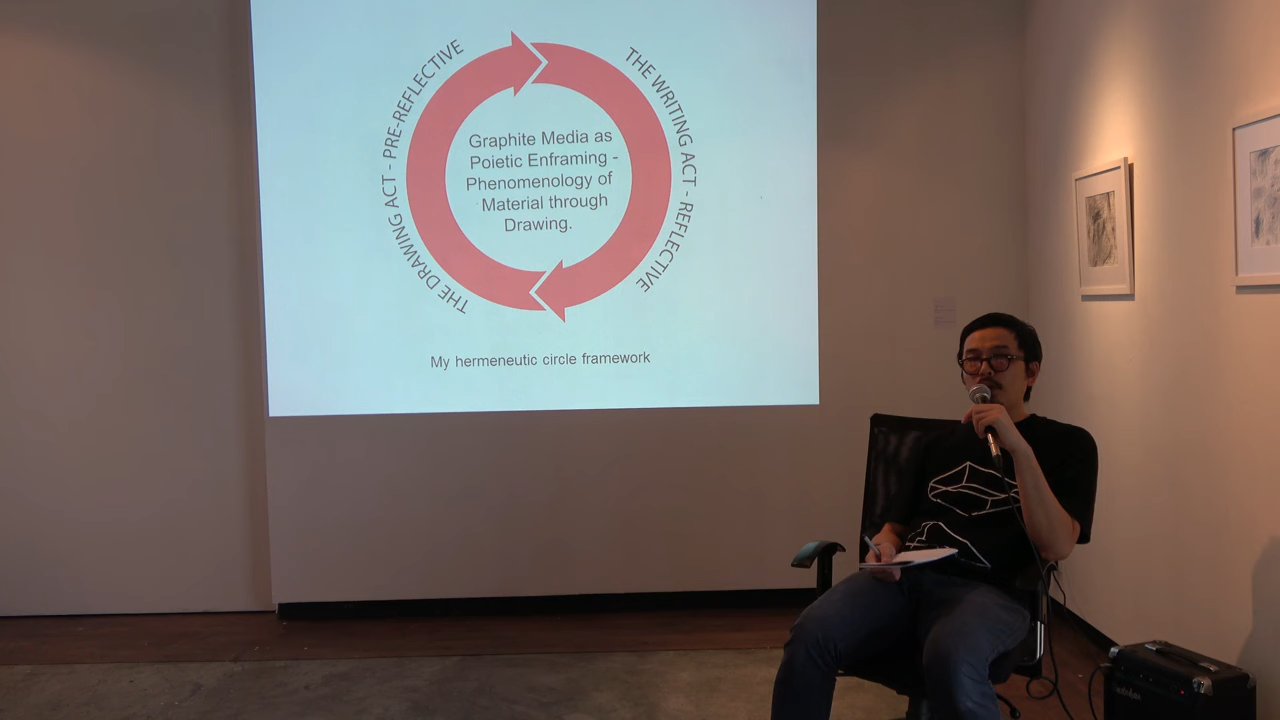 THE DRAWING ACT - PRE-REFLECTIVE
THE WRITING ACT - REFLECTIVE
Graphite Media as
Poietic Enframing -
Phenomenology of
Material through
Drawing.
My hermeneutic circle framework